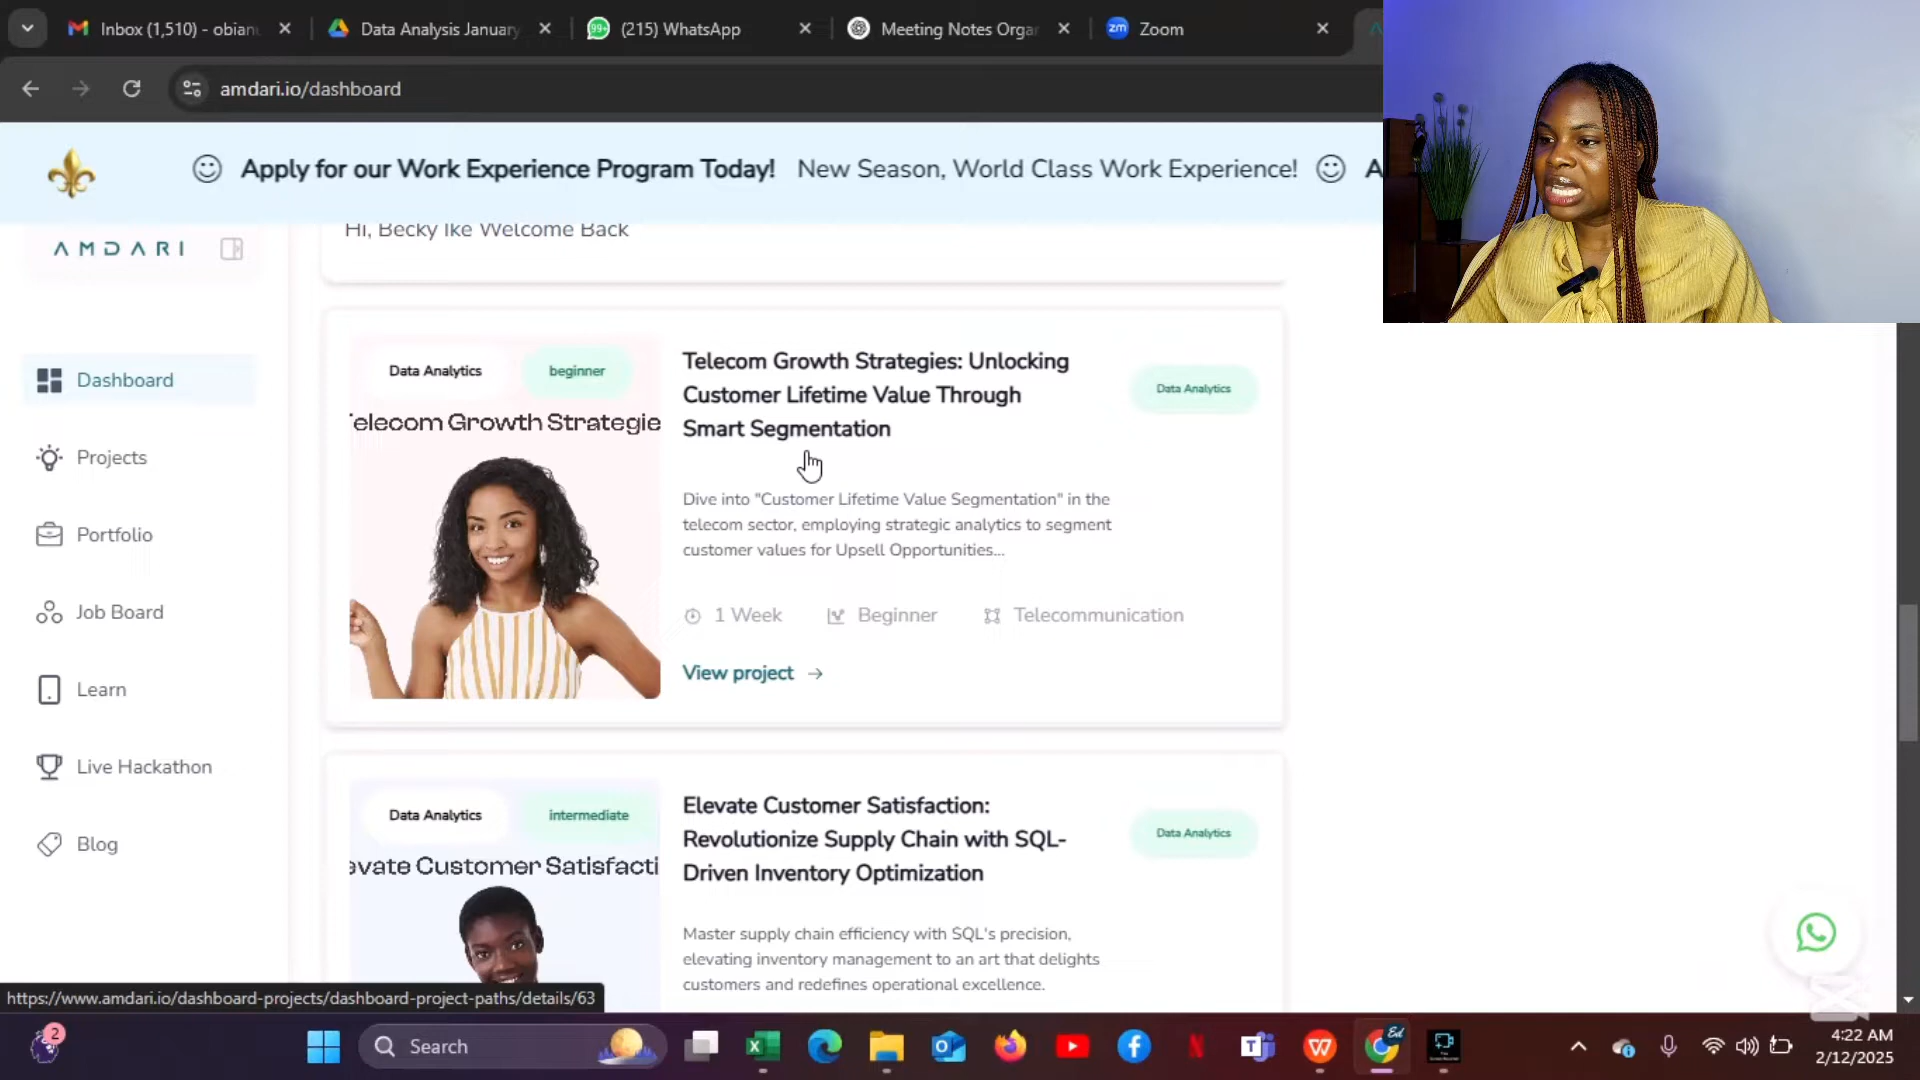 Inbox (1,510) - obian
Data Analysis January
99+
(215) WhatsApp
Meeting Notes Orga
zm
Zoom
amdari.io/dashboard
Apply for our Work Experience Program Today!
New Season, World Class Work Experience!
A
Hi, Becky Ike Welcome Back
AMDARI
Dashboard
Projects
Portfolio
Job Board
Learn
Live Hackathon
Blog
Data Analytics
beginner
elecom Growth Strategie
Telecom Growth Strategies: Unlocking
Customer Lifetime Value Through
Smart Segmentation
Data Analytics
Dive into "Customer Lifetime Value Segmentation" in the
telecom sector, employing strategic analytics to segment
customer values for Upsell Opportunities...
1 Week
Beginner
Telecommunication
View project →
Data Analytics
intermediate
evate Customer Satisfacti
Elevate Customer Satisfaction:
Revolutionize Supply Chain with SQL-
Driven Inventory Optimization
Data Analytics
Master supply chain efficiency with SQL's precision,
elevating inventory management to an art that delights
customers and redefines operational excellence.
https://www.amdari.io/dashboard-projects/dashboard-project-paths/details/63
2
Search
Ed
4:22 AM
2/12/2025